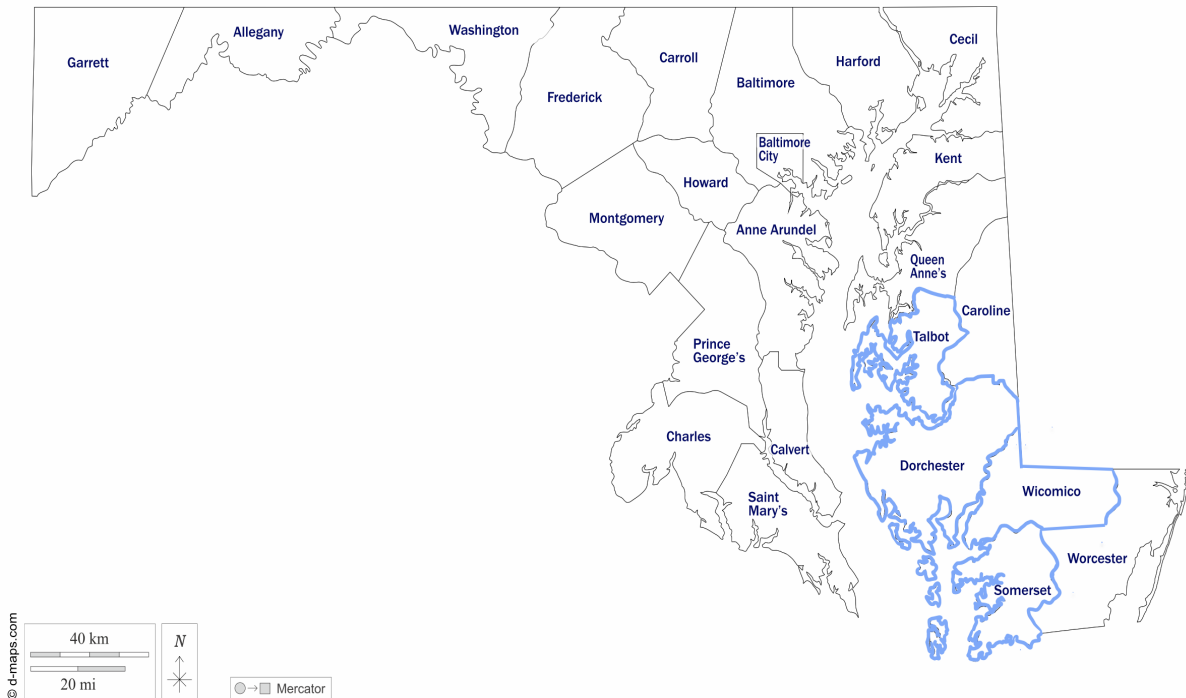 Garrett
Allegany
Washington
Frederick
Carroll
Baltimore
Harford
Cecil
Baltimore
City
Kent
Howard
Montgomery
Anne Arundel
Queen
Anne's
Caroline
Talbot
Prince
George's
Charles
Calvert
Dorchester
Saint
Mary's
Wicomico
Worcester
Somerset
40 km
20 mi
N
Mercator
© d-maps.com